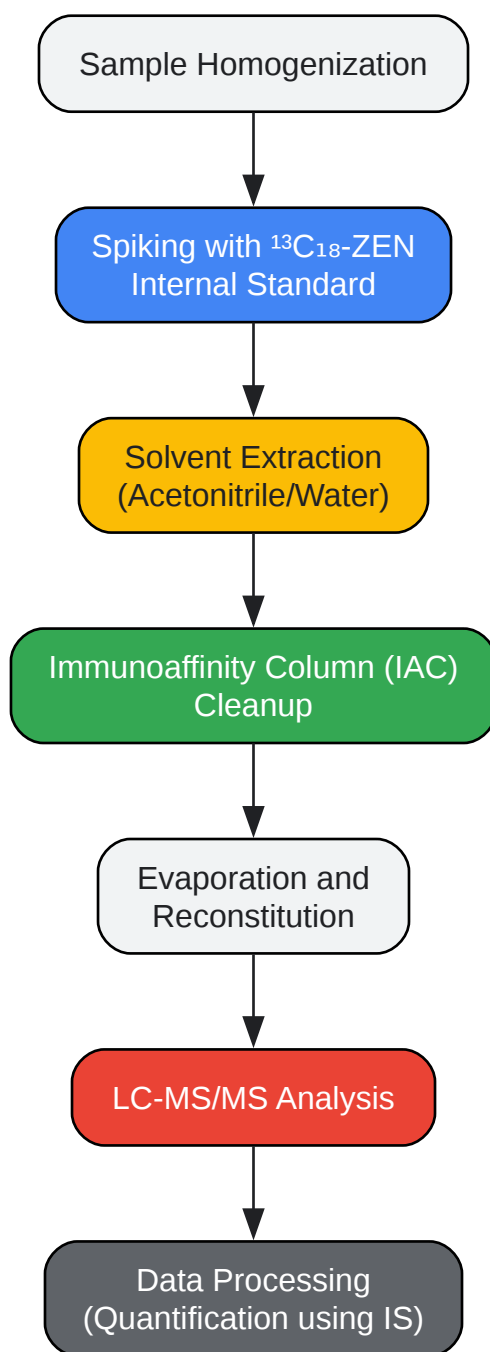 Sample Homogenization
Spiking with ¹³C₁₈-ZEN
Internal Standard
Solvent Extraction
(Acetonitrile/Water)
Immunoaffinity Column (IAC)
Cleanup
Evaporation and
Reconstitution
LC-MS/MS Analysis
Data Processing
(Quantification using IS)